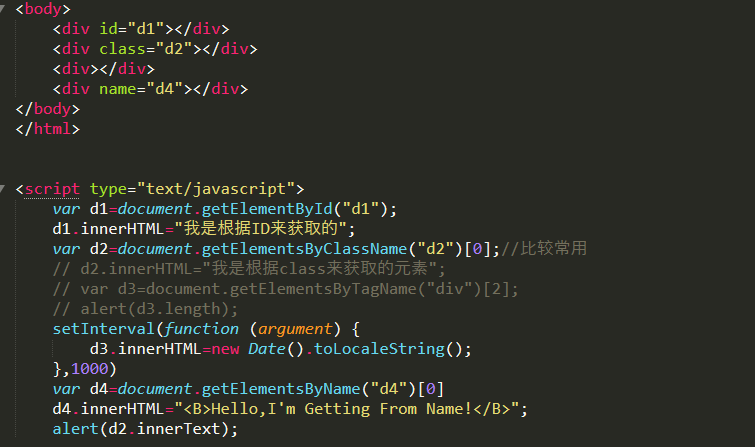 <body>
    <div id="d1"></div>
    <div class="d2"></div>
    <div></div>
    <div name="d4"></div>
</body>
</html>
<script type="text/javascript">
    var d1=document.getElementById("d1");
    d1.innerHTML="我是根据ID来获取的";
    var d2=document.getElementsByClassName("d2")[0];//比较常用
    // d2.innerHTML="我是根据class来获取的元素";
    // var d3=document.getElementsByTagName("div")[2];
    // alert(d3.length);
    setInterval(function (argument) {
        d3.innerHTML=new Date().toLocaleString();
    },1000)
    var d4=document.getElementsByName("d4")[0]
    d4.innerHTML="<B>Hello,I'm Getting From Name!</B>";
    alert(d2.innerText);